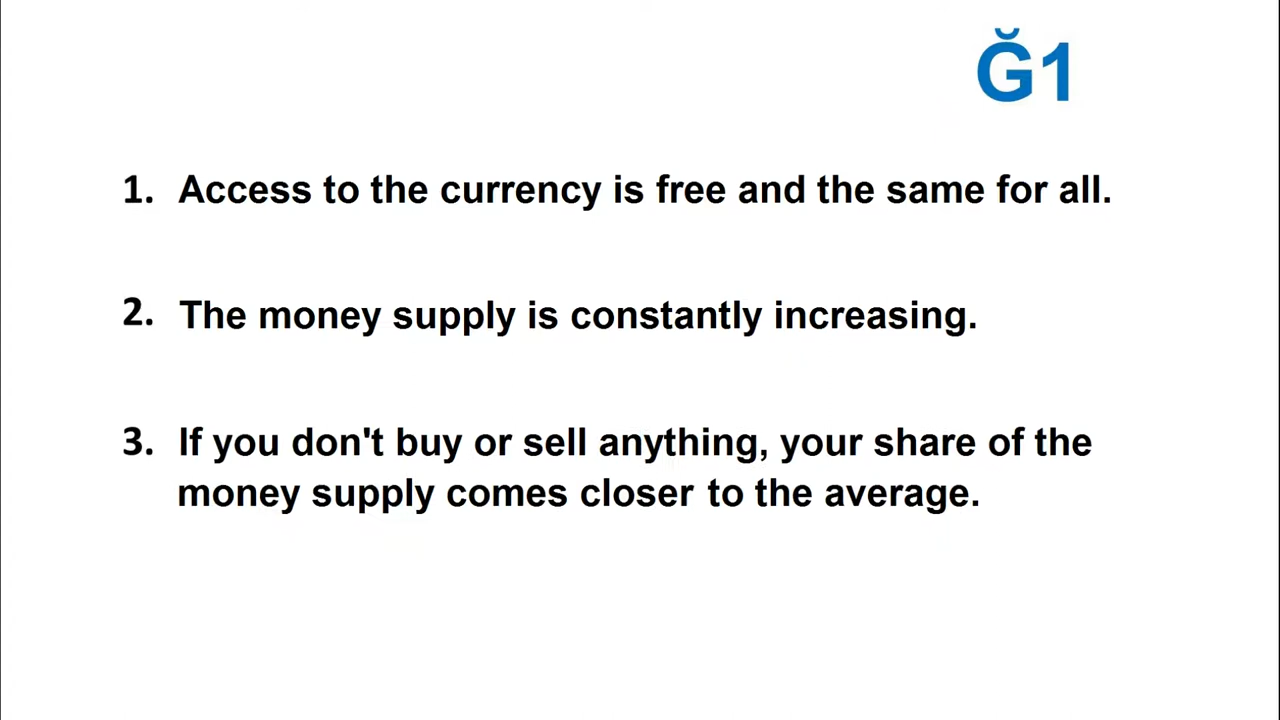 Ğ1
1. Access to the currency is free and the same for all.
2. The money supply is constantly increasing.
3. If you don't buy or sell anything, your share of the
money supply comes closer to the average.